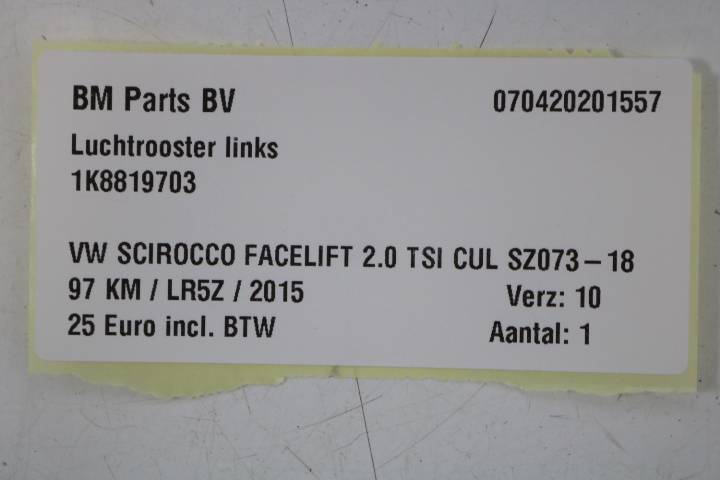 BM Parts BV 070420201557
Luchtrooster links
1K8819703
VW SCIROCCO FACELIFT 2.0 TSI CUL SZ073-18
97 KM / LR5Z / 2015 Verz: 10
25 Euro incl. BTW Aantal: 1